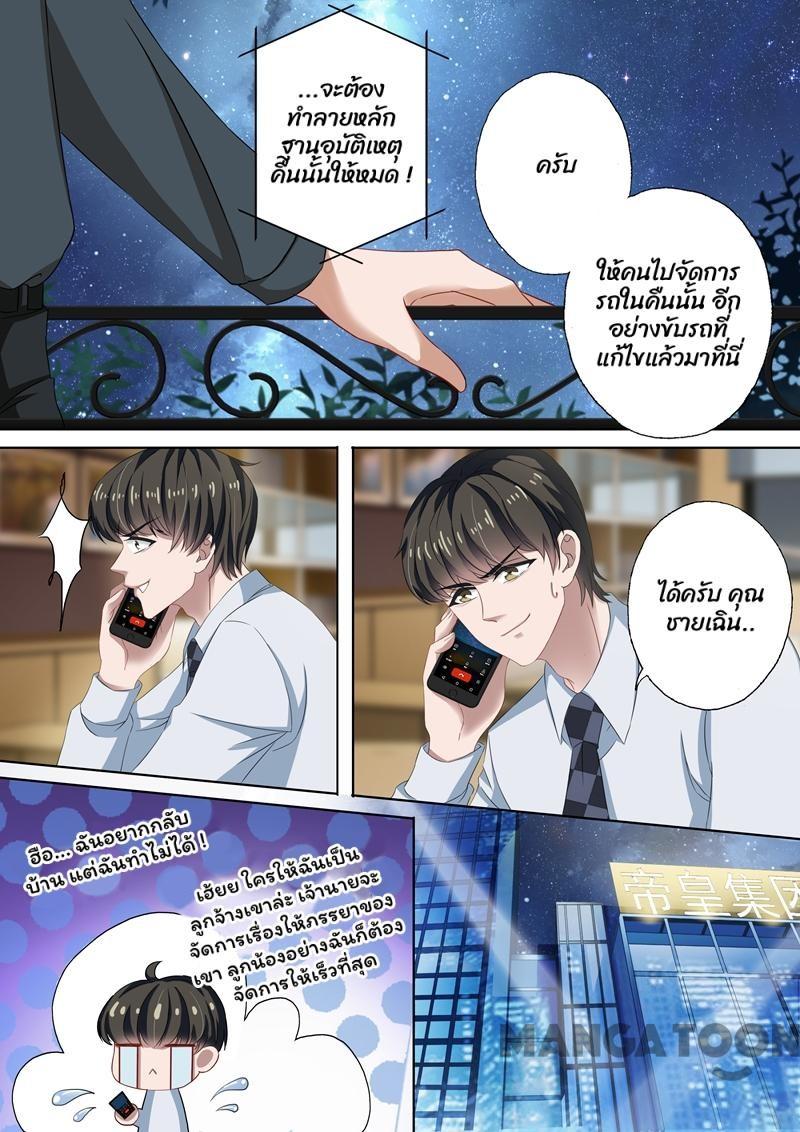 ...จะต้อง
ทำลายหลัก
ฐานอุบัติเหตุ
คืนนั้นให้หมด !
ครับ
ให้คนไปจัดการ
รถในคืนนั้น อีก
อย่างขับรถที่
แก้ไขแล้วมาที่นี่
ได้ครับ คุณ
ชายเฉิน..
ฮือ... ฉันอยากกลับ
บ้าน แต่ฉันทำไม่ได้ !
เฮ้ยย ใครให้ฉันเป็น
ลูกจ้างเขาล่ะ เจ้านายจะ
จัดการเรื่องให้ภรรยาของ
เขา ลูกน้องอย่างฉันก็ต้อง
จัดการให้เร็วที่สุด
帝皇集团
MANGATOON